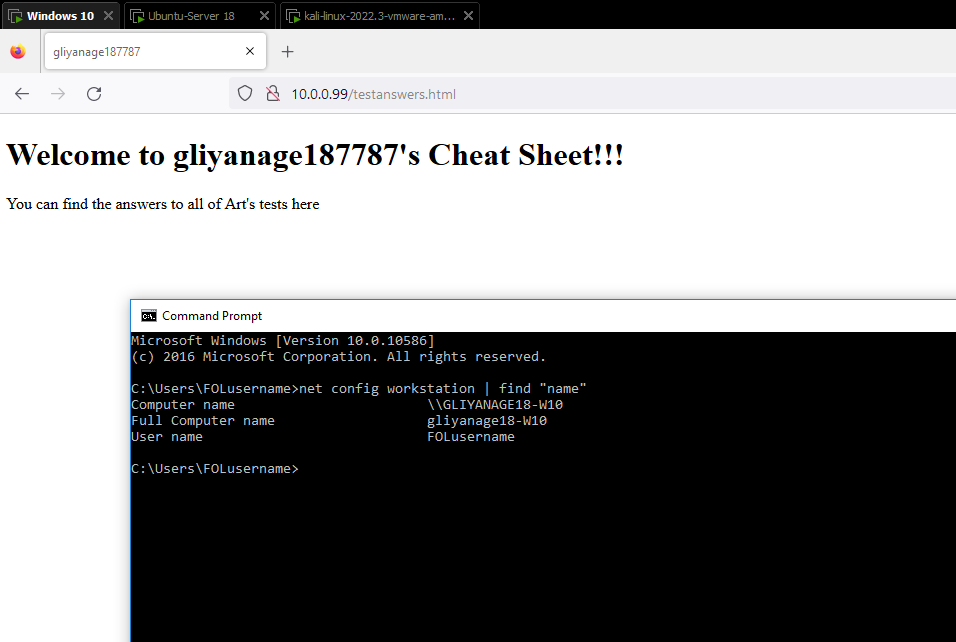 Windows 10 Ubuntu-Server 18 kali-linux-2022.3-vmware-am...
gliyanage187787
10.0.0.99/testanswers.html
Welcome to gliyanage187787's Cheat Sheet!!!
You can find the answers to all of Art's tests here
Command Prompt
Microsoft Windows [Version 10.0.10586]
(c) 2016 Microsoft Corporation. All rights reserved.
C:\Users\FOLusername>net config workstation | find "name"
Computer name \\GLIYANAGE18-W10
Full Computer name gliyanage18-W10
User name FOLusername
C:\Users\FOLusername>